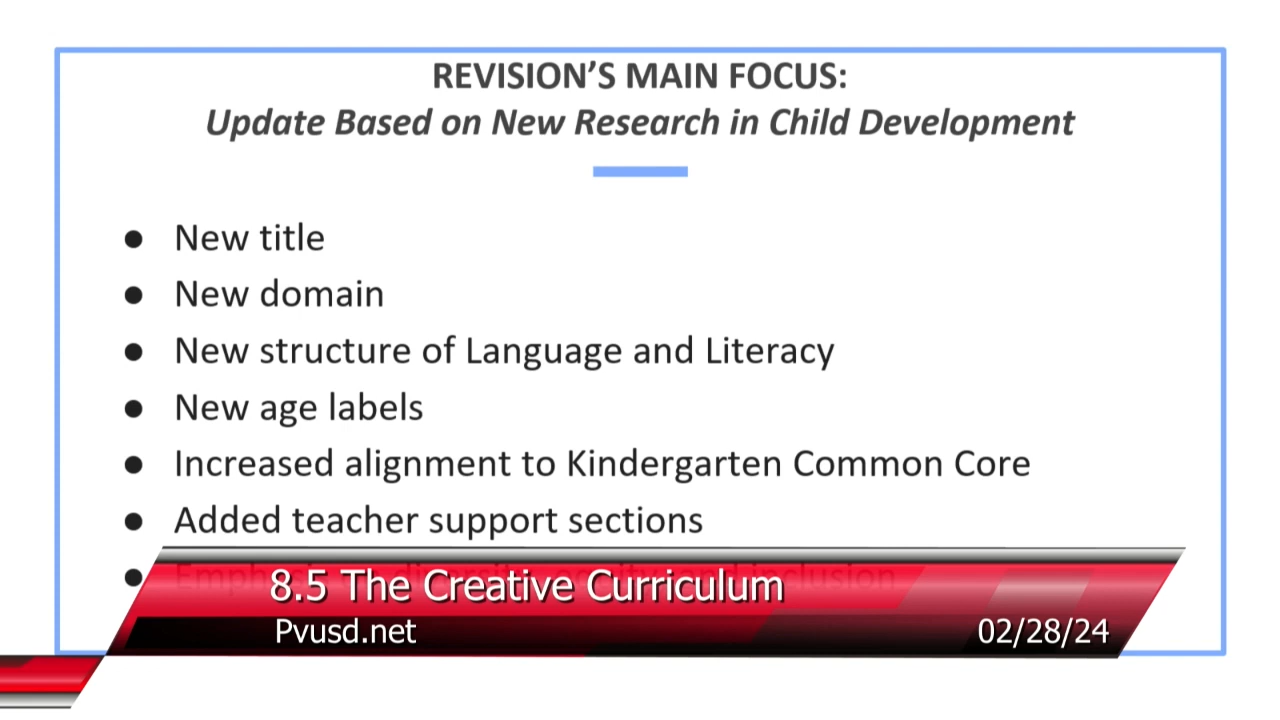 REVISION’S MAIN FOCUS:
Update Based on New Research in Child Development
● New title
● New domain
● New structure of Language and Literacy
● New age labels
● Increased alignment to Kindergarten Common Core
● Added teacher support sections
● inclusion
8.5 The Creative Curriculum
Pvusd.net
02/28/24